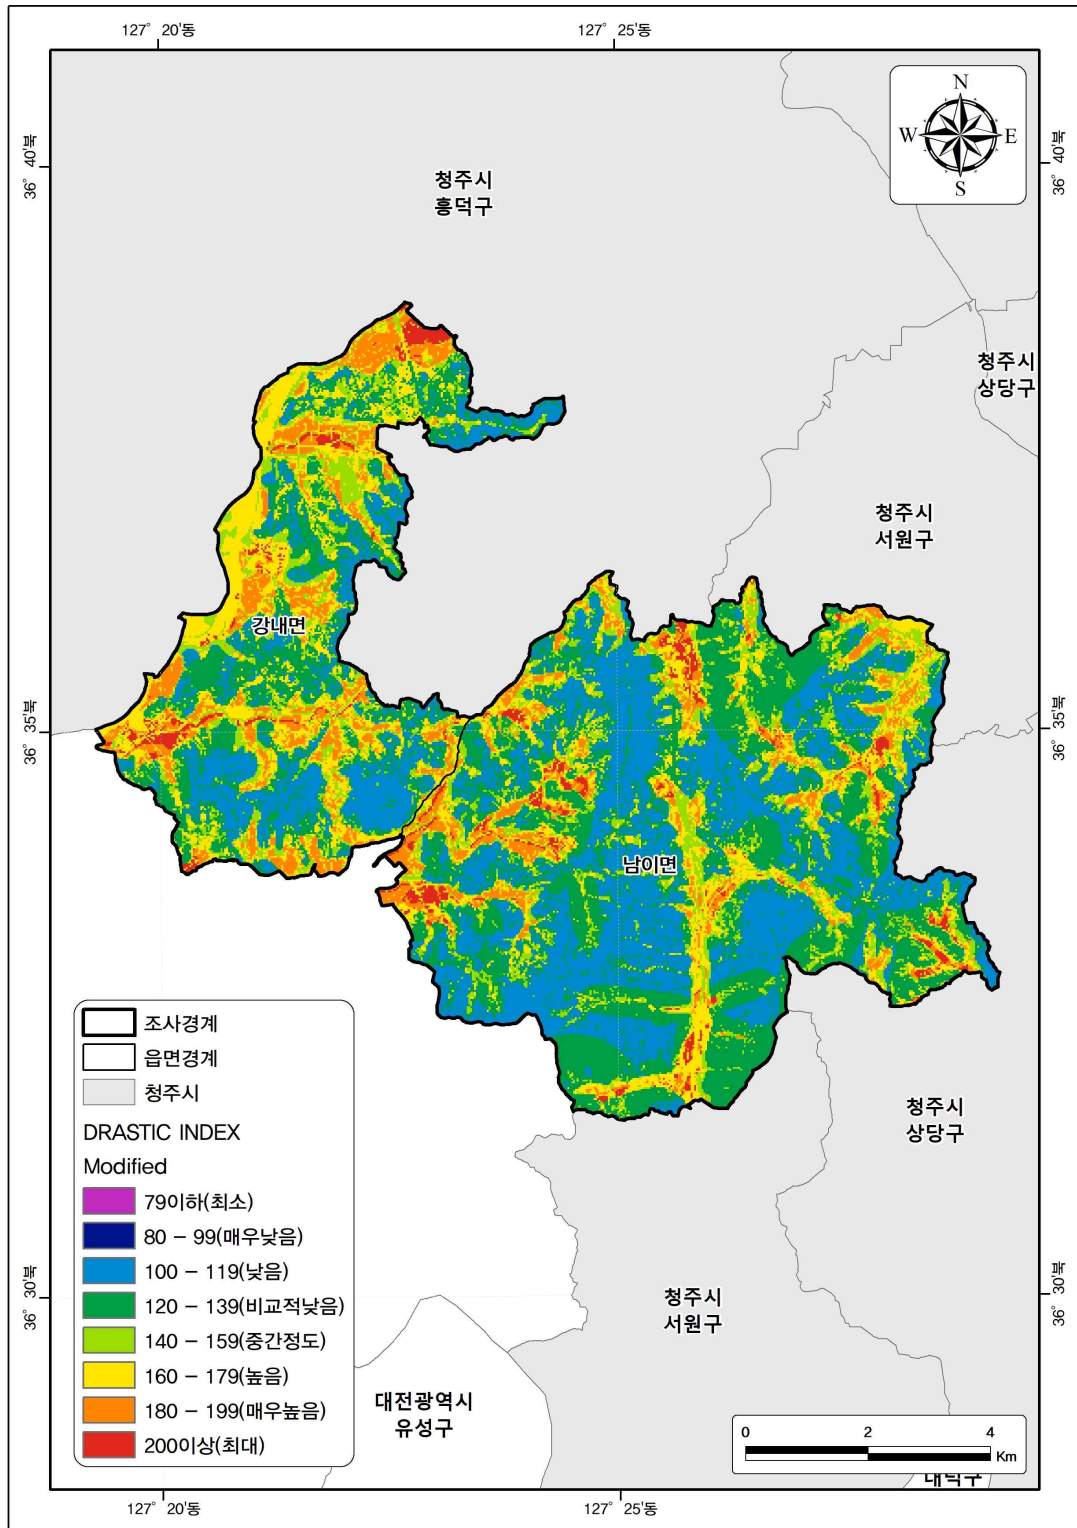 127° 20'동
127° 25'동
36° 40'북
36° 40'북
N
W
E
S
청주시
흥덕구
청주시
상당구
청주시
서원구
강내면
36° 35'북
36° 35'북
남이면
조사경계
읍면경계
청주시
DRASTIC INDEX
Modified
79이하(최소)
80 - 99(매우낮음)
100 - 119(낮음)
120 - 139(비교적낮음)
140 - 159(중간정도)
160 - 179(높음)
180 - 199(매우높음)
200이상(최대)
청주시
상당구
36° 30'북
36° 30'북
청주시
서원구
대전광역시
유성구
0
2
4
Km
대덕구
127° 20'동
127° 25'동